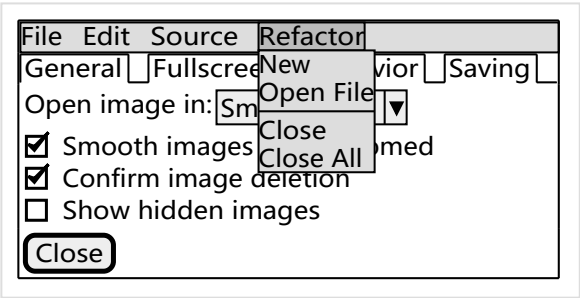 File Edit Source Refactor
New
Open File
Close
Close All
General Fullscree vior Saving
Open image in: Sm
Smooth images omed
Confirm image deletion
Show hidden images
Close